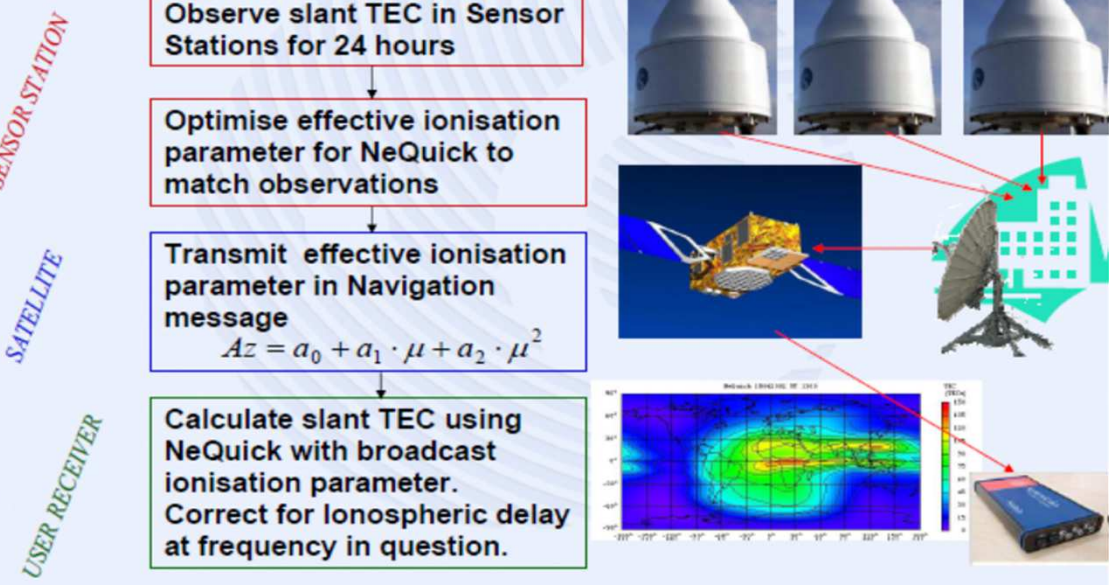 Observe slant TEC in Sensor
Stations for 24 hours
Optimise effective ionisation
parameter for NeQuick to
match observations
Transmit effective ionisation
parameter in Navigation
message
Az = a₀ + a₁ · μ + a₂ · μ²
Calculate slant TEC using
NeQuick with broadcast
ionisation parameter.
Correct for Ionospheric delay
at frequency in question.
SENSOR STATION
SATELLITE
USER RECEIVER
TEC